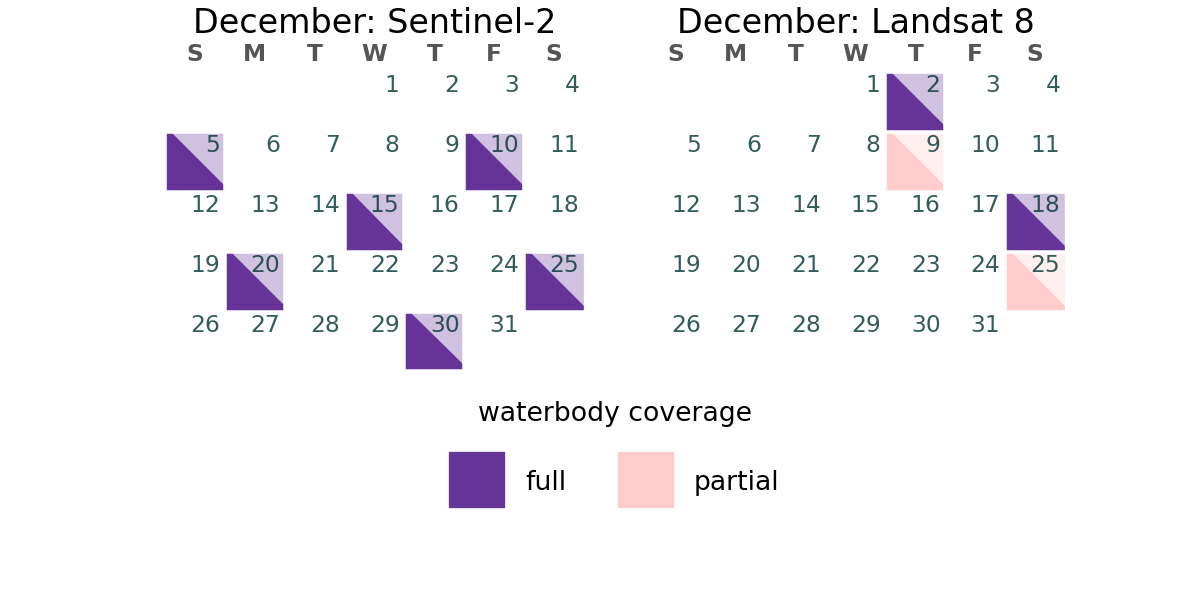 December: Sentinel-2
S M T W T F S
1 2 3 4
5 6 7 8 9 10 11
12 13 14 15 16 17 18
19 20 21 22 23 24 25
26 27 28 29 30 31
December: Landsat 8
S M T W T F S
1 2 3 4
5 6 7 8 9 10 11
12 13 14 15 16 17 18
19 20 21 22 23 24 25
26 27 28 29 30 31
waterbody coverage
full partial